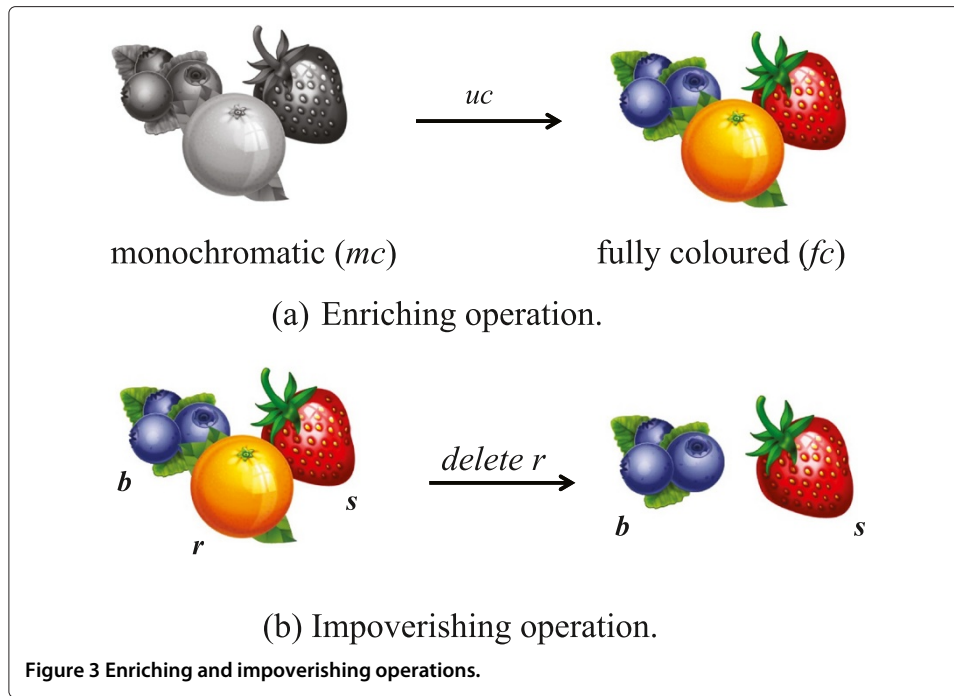 uc
monochromatic (mc)
fully coloured (fc)
(a) Enriching operation.
delete r
b
s
r
b
s
(b) Impoverishing operation.
Figure 3 Enriching and impoverishing operations.